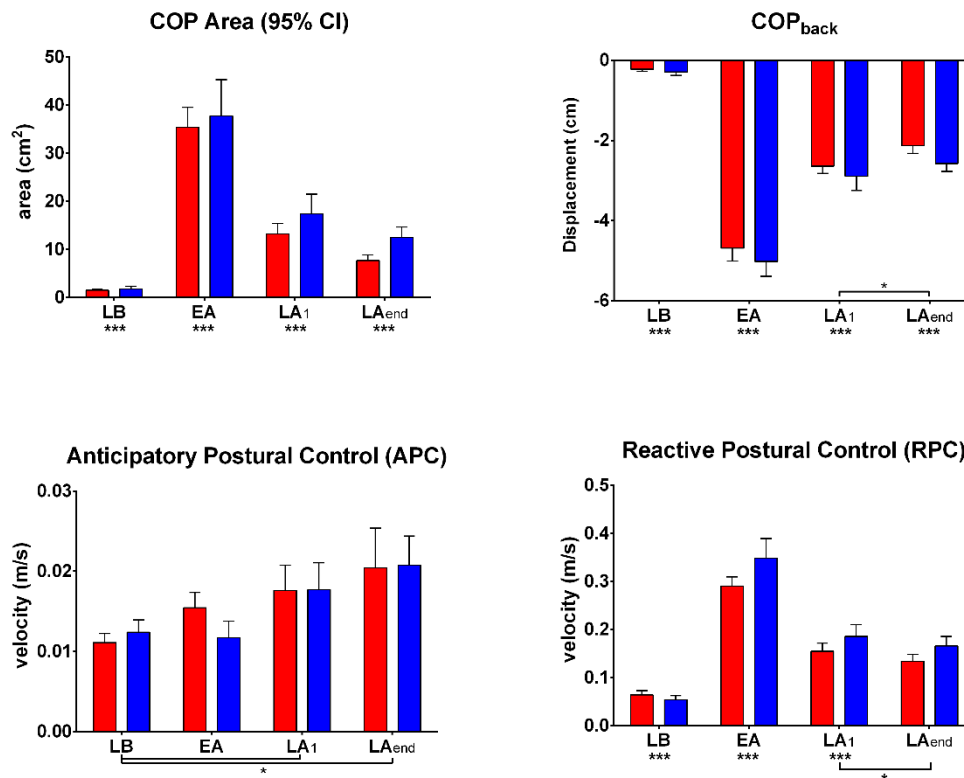 COP Area (95% CI)
area (cm²)
50
40
30
20
10
0
LB EA LA1 LAend
*** *** *** ***
COPback
Displacement (cm)
0
-2
-4
-6
*
LB EA LA1 LAend
*** *** *** ***
Anticipatory Postural Control (APC)
velocity (m/s)
0.03
0.02
0.01
0.00
LB EA LA1 LAend
*
Reactive Postural Control (RPC)
velocity (m/s)
0.5
0.4
0.3
0.2
0.1
0.0
LB EA LA1 LAend
*** *** ***
*